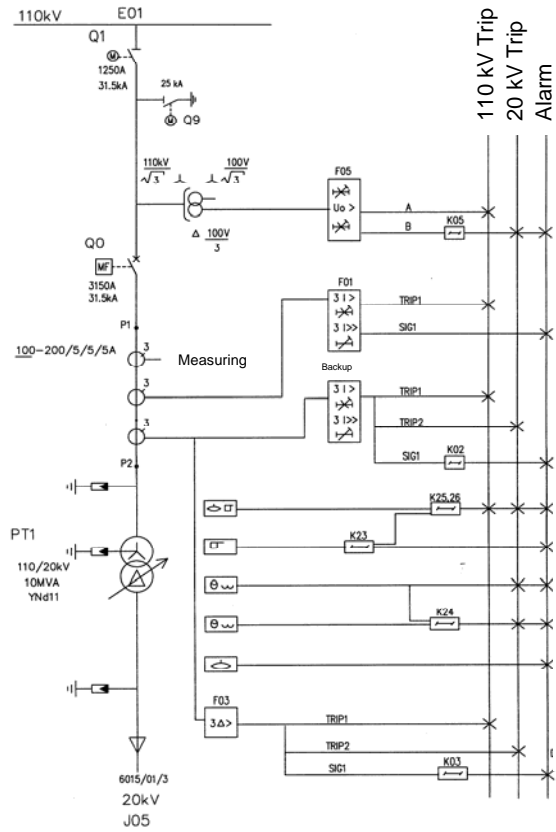 110kV E01
Q1
1250A
31.5kA
25 kA
Q9
110kV
√3
100V
√3
Δ 100V
3
Q0
MF
3150A
31.5kA
P1
3
100-200/5/5/5A
Measuring
3
3
P2
PT1
110/20kV
10MVA
YNd11
6015/01/3
20kV
J05
F05
Uo >
A
B
K05
F01
3 I >
3 I >>
TRIP1
SIG1
Backup
3 I >
3 I >>
TRIP1
TRIP2
SIG1
K02
K25,26
K23
θ
K24
θ
F03
3Δ>
TRIP1
TRIP2
SIG1
K03
110 kV Trip
20 kV Trip
Alarm